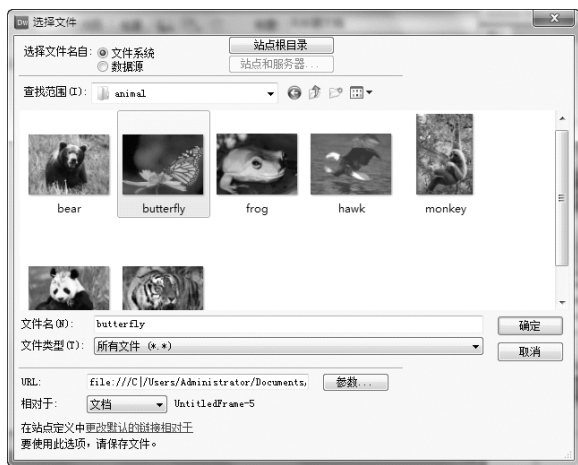 Dw 选择文件
选择文件名自: 文件系统 站点根目录
数据源 站点和服务器...
查找范围(I): animal
bear butterfly frog hawk monkey
文件名(N): butterfly 确定
文件类型(T): 所有文件 (*.*) 取消
URL: file:///C|/Users/Administrator/Documents, 参数...
相对于: 文档 UntitledFrame-5
在站点定义中更改默认的链接相对于
要使用此选项，请保存文件。